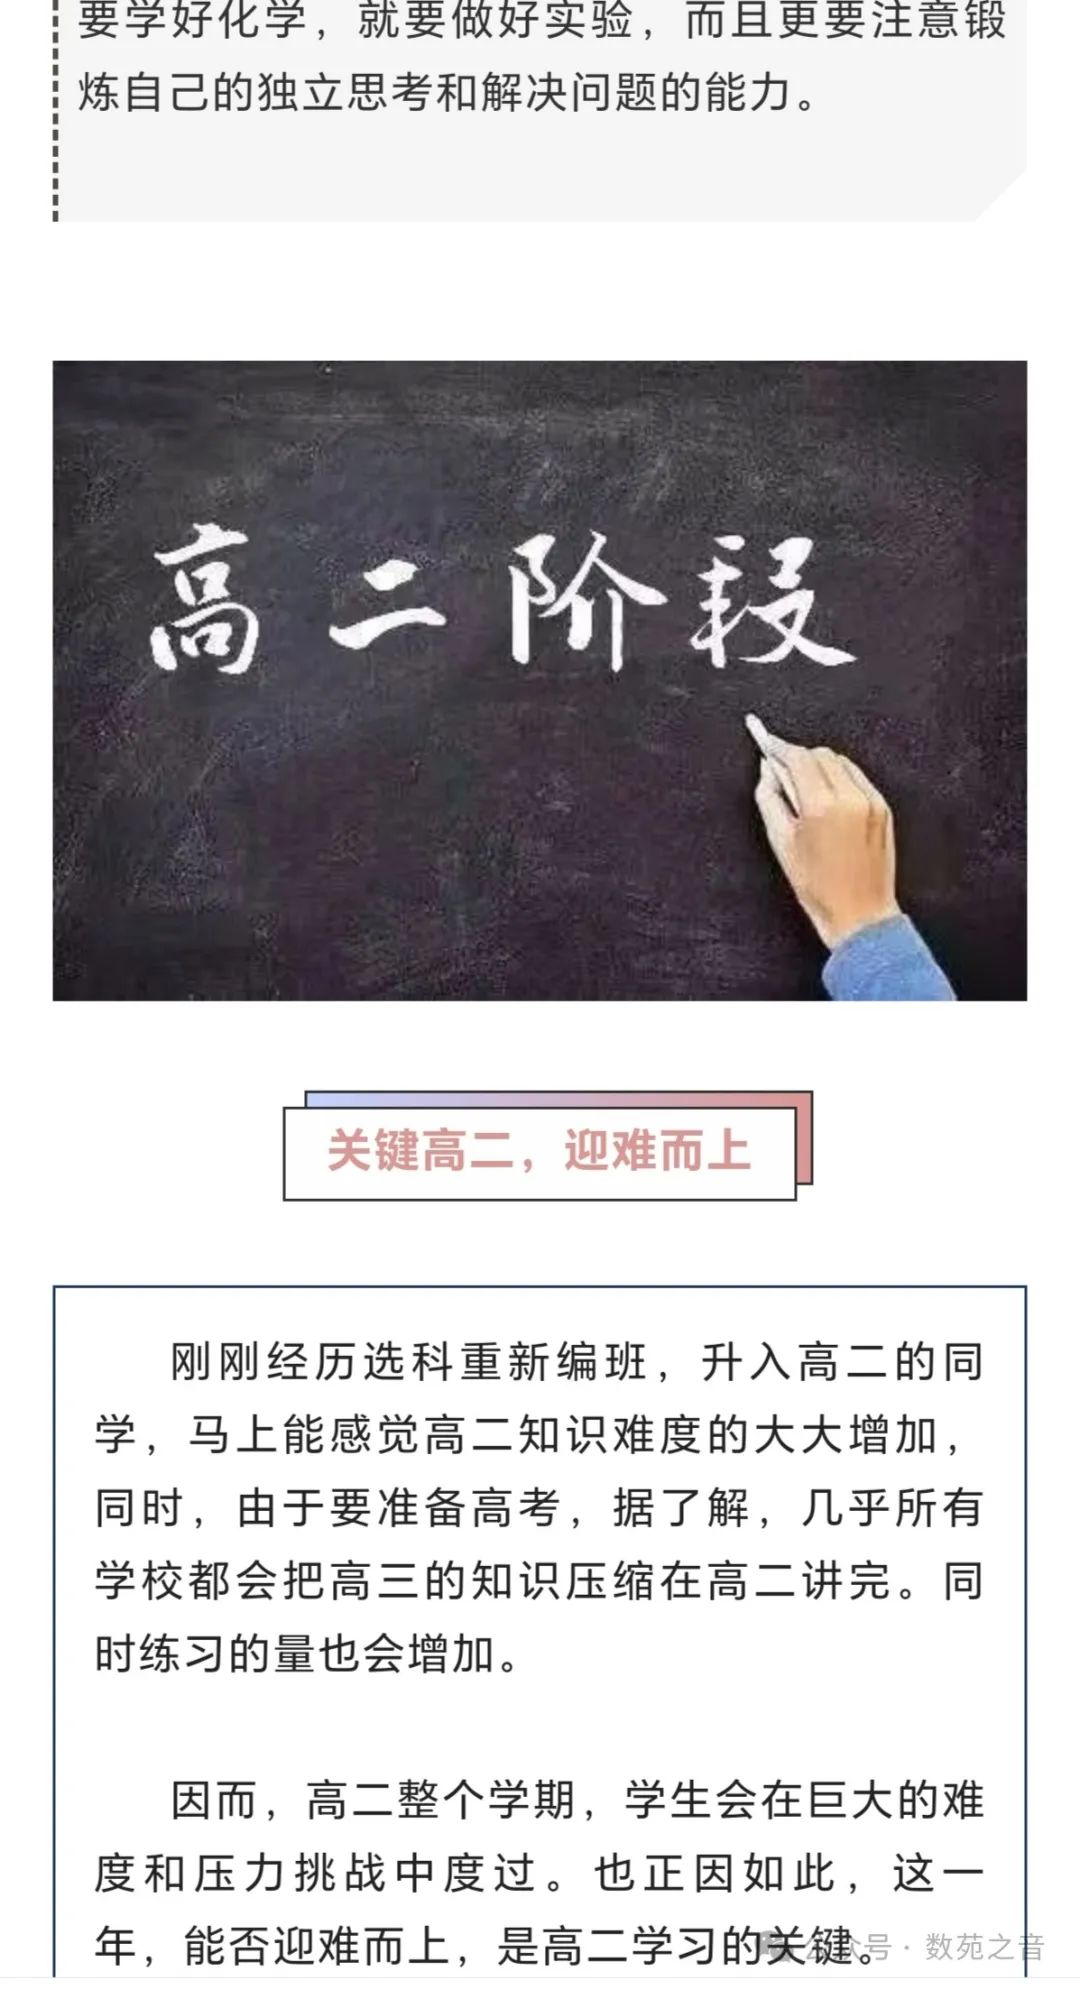 要学好化学，就要做好实验，而且更要注意锻
炼自己的独立思考和解决问题的能力。
高二阶段
关键高二，迎难而上
刚刚经历选科重新编班，升入高二的同
学，马上能感觉高二知识难度的大大增加，
同时，由于要准备高考，据了解，几乎所有
学校都会把高三的知识压缩在高二讲完。同
时练习的量也会增加。
因而，高二整个学期，学生会在巨大的难
度和压力挑战中度过。也正因如此，这一
年，能否迎难而上，是高二学习的关键。
公众号 · 数苑之音